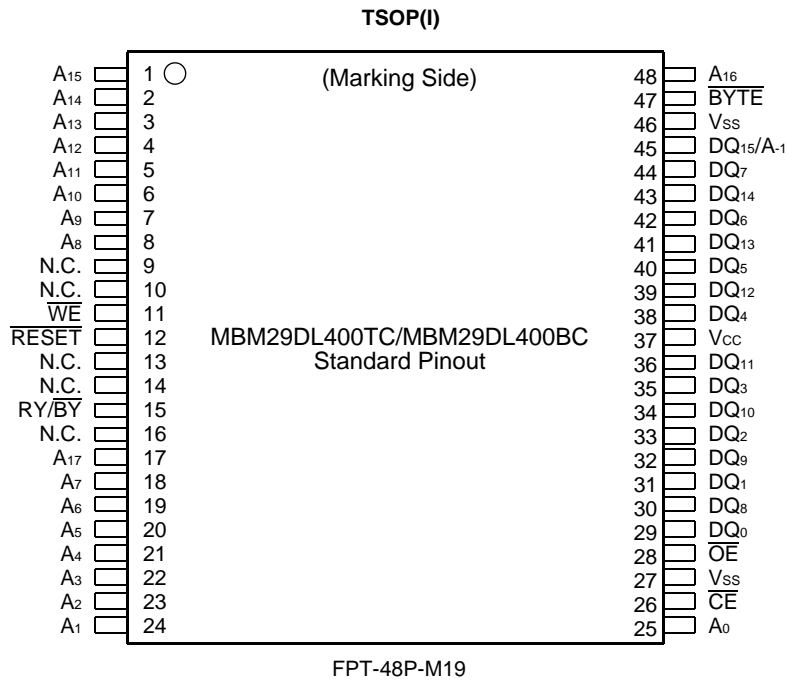 TSOP(I)
(Marking Side)
A15 1 48 A16
A14 2 47 BYTE
A13 3 46 VSS
A12 4 45 DQ15/A-1
A11 5 44 DQ7
A10 6 43 DQ14
A9 7 42 DQ6
A8 8 41 DQ13
N.C. 9 40 DQ5
N.C. 10 39 DQ12
WE 11 38 DQ4
RESET 12 37 VCC
MBM29DL400TC/MBM29DL400BC
Standard Pinout
N.C. 13 36 DQ11
N.C. 14 35 DQ3
RY/BY 15 34 DQ10
N.C. 16 33 DQ2
A17 17 32 DQ9
A7 18 31 DQ1
A6 19 30 DQ8
A5 20 29 DQ0
A4 21 28 OE
A3 22 27 VSS
A2 23 26 CE
A1 24 25 A0
FPT-48P-M19